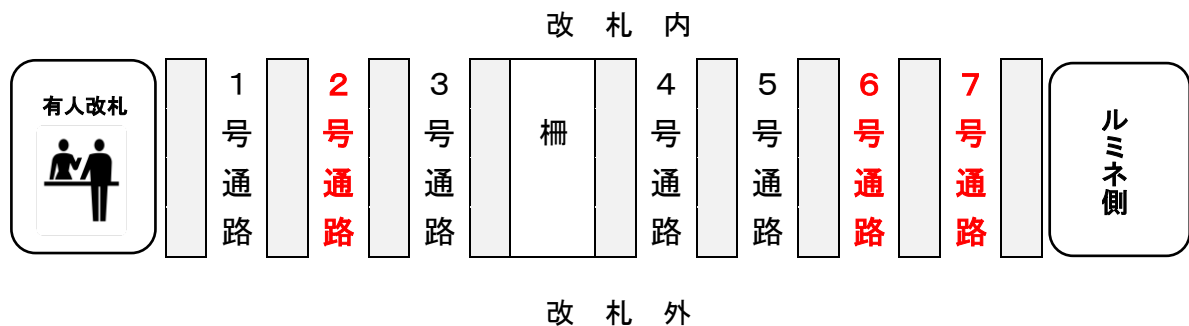 改札内
有人改札
1号通路
2号通路
3号通路
柵
4号通路
5号通路
6号通路
7号通路
ルミネ側
改札外